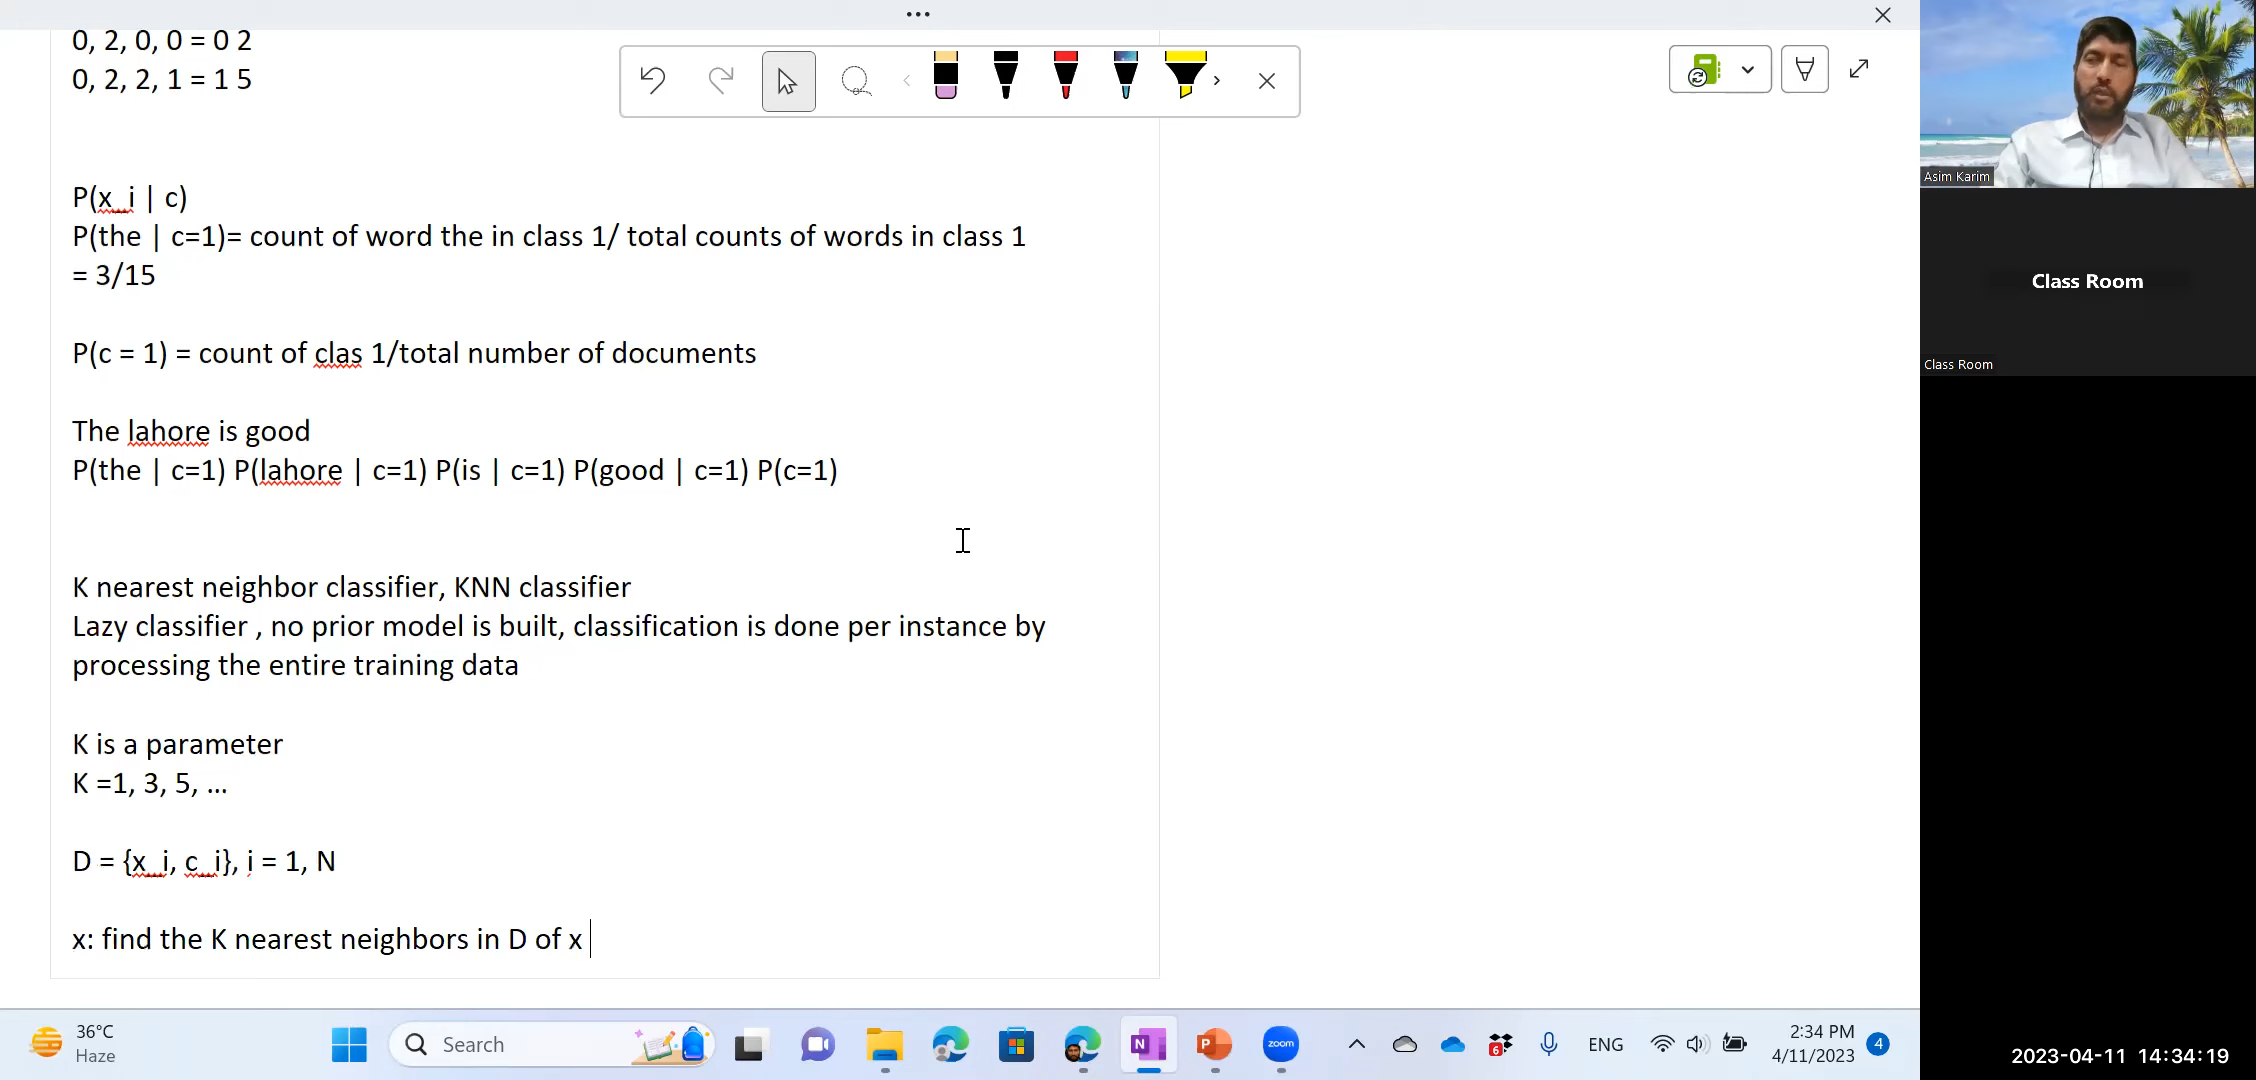 0, 2, 0, 0 = 0 2
0, 2, 2, 1 = 1 5
P(x_i | c)
P(the | c=1)= count of word the in class 1/ total counts of words in class 1
= 3/15
P(c = 1) = count of clas 1/total number of documents
The lahore is good
P(the | c=1) P(lahore | c=1) P(is | c=1) P(good | c=1) P(c=1)
K nearest neighbor classifier, KNN classifier
Lazy classifier , no prior model is built, classification is done per instance by
processing the entire training data
K is a parameter
K =1, 3, 5, ...
D = {x_i, c_i}, i = 1, N
x: find the K nearest neighbors in D of x
Asim Karim
Class Room
Class Room
36°C
Haze
Search
N
P
zoom
6
ENG
2:34 PM
4/11/2023
4
2023-04-11 14:34:19